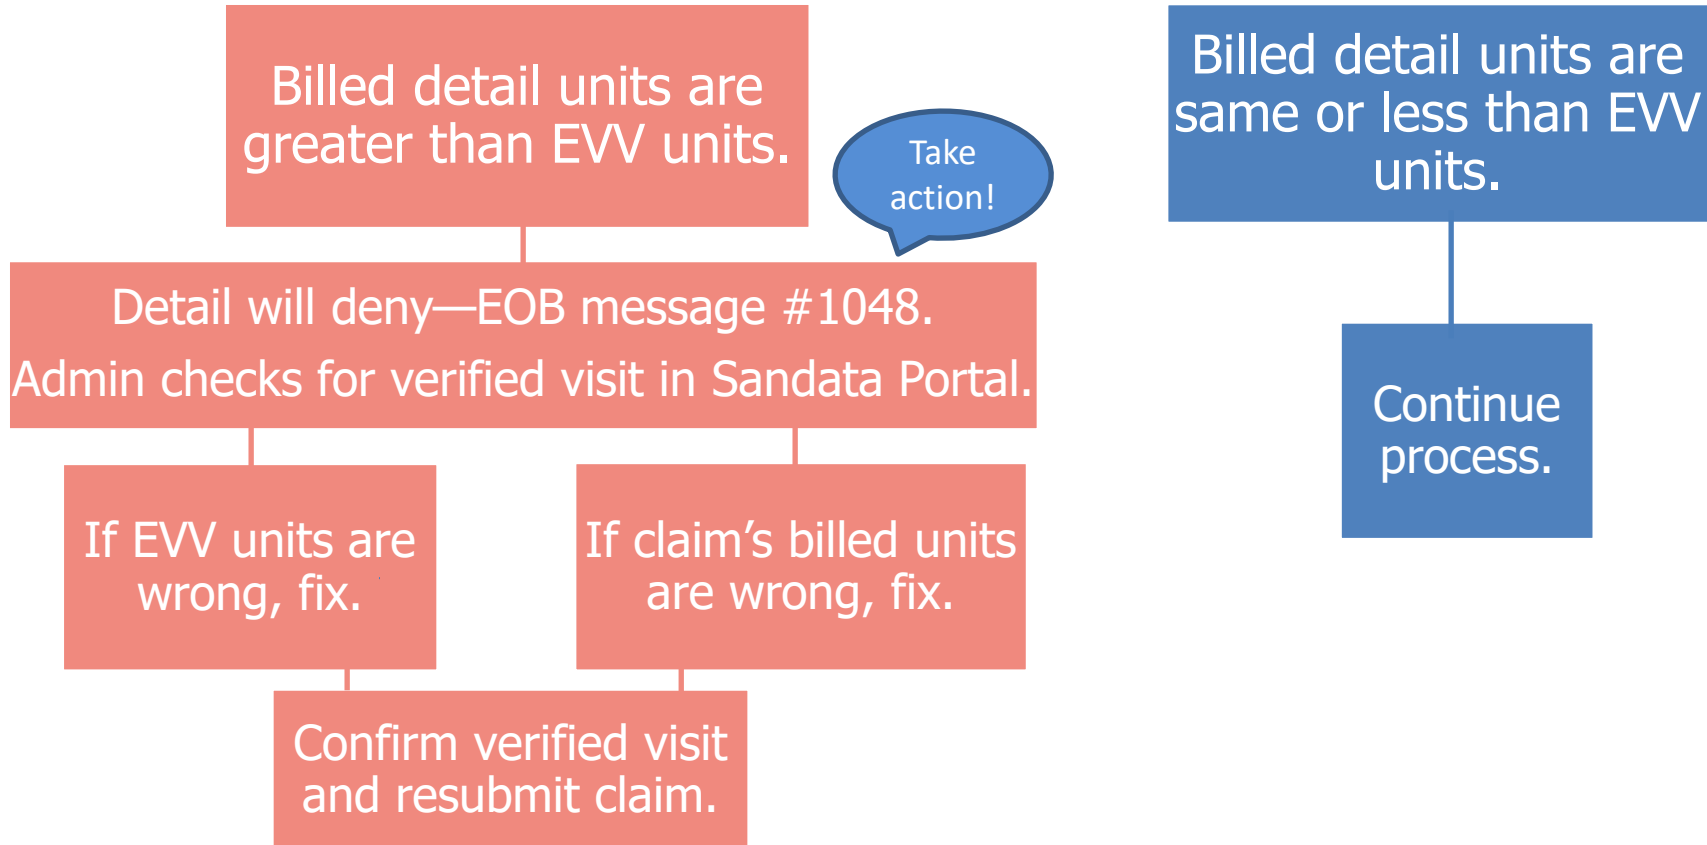 Billed detail units are
greater than EVV units.
Take
action!
Detail will deny—EOB message #1048.
Admin checks for verified visit in Sandata Portal.
If EVV units are
wrong, fix.
If claim’s billed units
are wrong, fix.
Confirm verified visit
and resubmit claim.
Billed detail units are
same or less than EVV
units.
Continue
process.